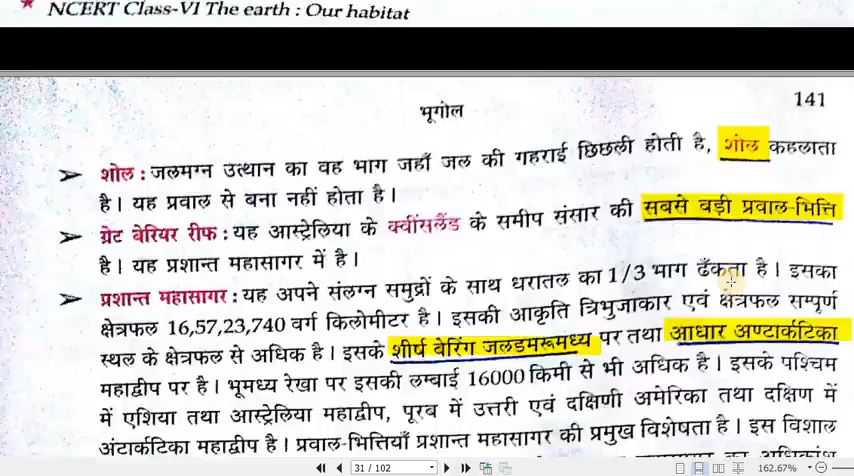 NCERT Class-VI The earth : Our habitat
भूगोल
141
शोल : जलमग्न उत्थान का वह भाग जहाँ जल की गहराई छिछली होती है, शोल कहलाता
है। यह प्रवाल से बना नहीं होता है।
ग्रेट बेरियर रीफ : यह आस्ट्रेलिया के क्वींसलैंड के समीप संसार की सबसे बड़ी प्रवाल-भित्ति
है। यह प्रशान्त महासागर में है।
प्रशान्त महासागर : यह अपने संलग्न समुद्रों के साथ धरातल का 1/3 भाग ढँकता है। इसका
क्षेत्रफल 16,57,23,740 वर्ग किलोमीटर है। इसकी आकृति त्रिभुजाकार एवं क्षेत्रफल सम्पूर्ण
स्थल के क्षेत्रफल से अधिक है। इसके शीर्ष बेरिंग जलडमरूमध्य पर तथा आधार अण्टार्कटिका
महाद्वीप पर है। भूमध्य रेखा पर इसकी लम्बाई 16000 किमी से भी अधिक है। इसके पश्चिम
में एशिया तथा आस्ट्रेलिया महाद्वीप, पूरब में उत्तरी एवं दक्षिणी अमेरिका तथा दक्षिण में
अंटार्कटिका महाद्वीप है। प्रवाल-भित्तियाँ प्रशान्त महासागर की प्रमुख विशेषता है। इस विशाल
31 / 102
162.67%